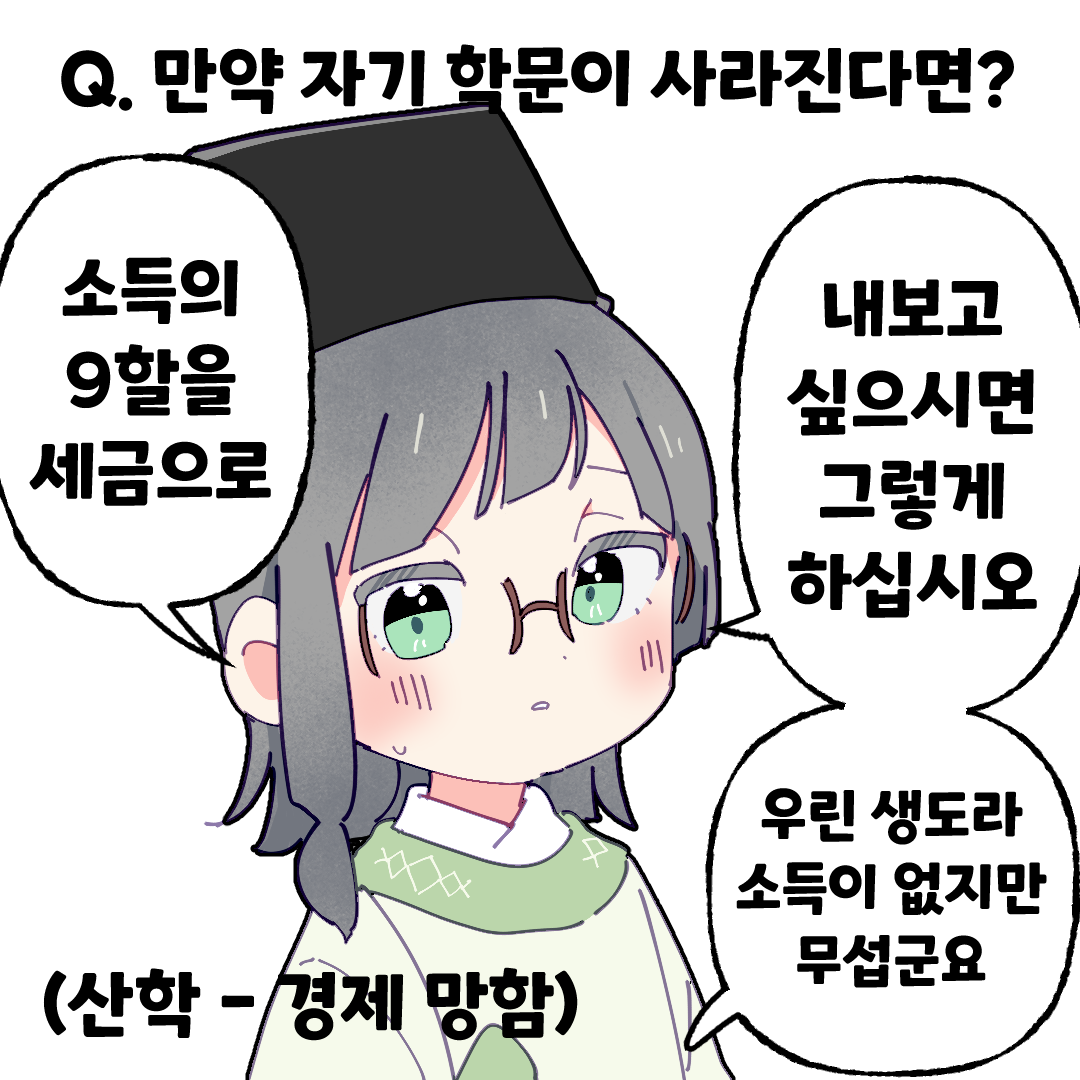 Q. 만약 자기 학문이 사라진다면?
소득의
9할을
세금으로
내보고
싶으시면
그렇게
하십시오
우린 생도라
소득이 없지만
무섭군요
(산학 - 경제 망함)